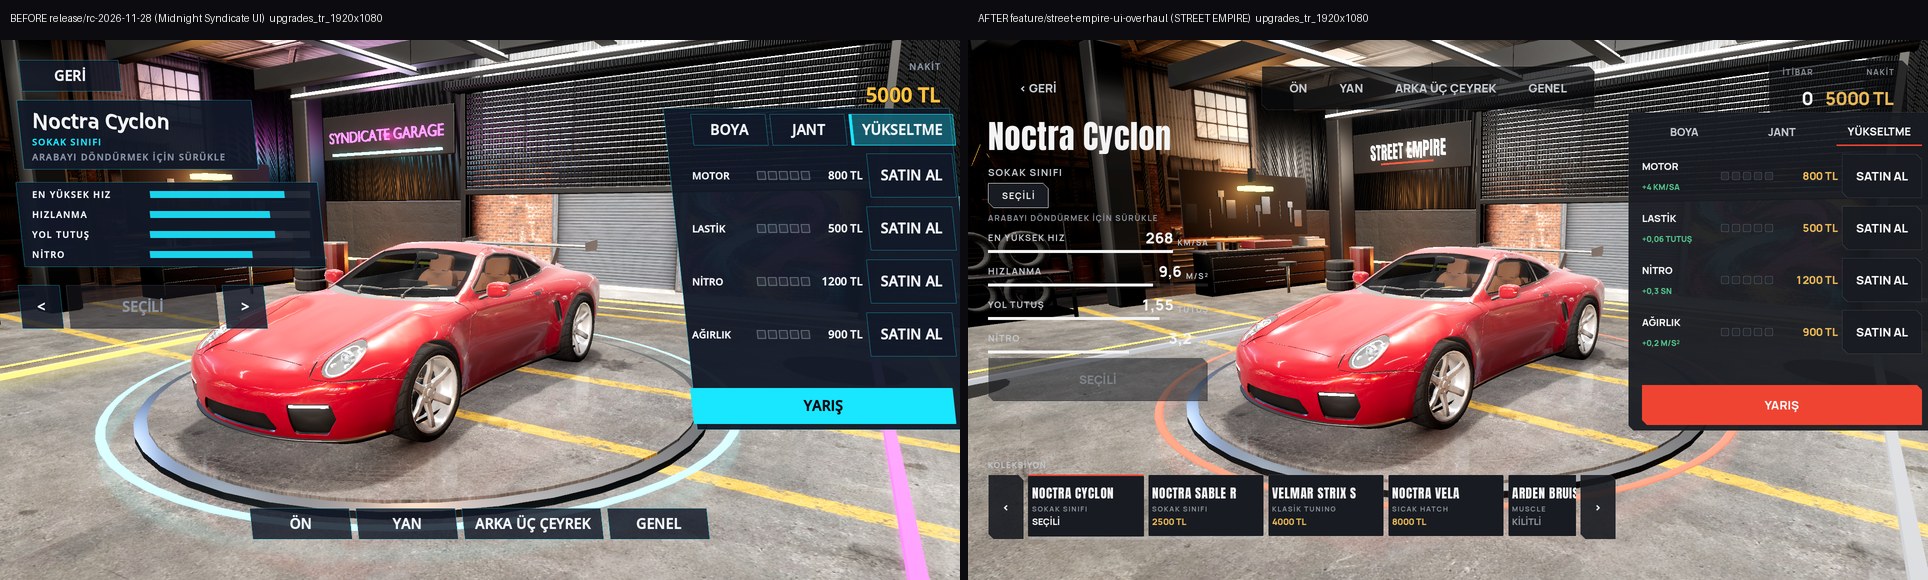 BEFORE release/rc-2026-11-28 (Midnight Syndicate UI) upgrades_tr_1920x1080
GERİ
NAKİT
5000 TL
Noctra Cyclon
SOKAK SINIFI
ARABAYI DÖNDÜRMEK İÇİN SÜRÜKLE
SYNDICATE GARAGE
BOYA JANT YÜKSELTME
EN YÜKSEK HIZ
HIZLANMA
YOL TUTUŞ
NİTRO
MOTOR 800 TL SATIN AL
LASTİK 500 TL SATIN AL
NİTRO 1200 TL SATIN AL
AĞIRLIK 900 TL SATIN AL
< SEÇİLİ >
YARIŞ
ÖN YAN ARKA ÜÇ ÇEYREK GENEL
AFTER feature/street-empire-ui-overhaul (STREET EMPIRE) upgrades_tr_1920x1080
‹ GERİ
ÖN YAN ARKA ÜÇ ÇEYREK GENEL
İTİBAR NAKİT
0 5000 TL
Noctra Cyclon
SOKAK SINIFI
SEÇİLİ
ARABAYI DÖNDÜRMEK İÇİN SÜRÜKLE
STREET EMPIRE
EN YÜKSEK HIZ 268 KM/SA
HIZLANMA 9,6 M/S²
YOL TUTUŞ 1,55
NİTRO 3,2
SEÇİLİ
BOYA JANT YÜKSELTME
MOTOR 800 TL SATIN AL
+4 KM/SA
LASTİK 500 TL SATIN AL
+0,06 TUTUŞ
NİTRO 1200 TL SATIN AL
+0,3 SN
AĞIRLIK 900 TL SATIN AL
+0,2 M/S²
YARIŞ
KOLEKSİYON
‹
NOCTRA CYCLON
SOKAK SINIFI
SEÇİLİ
NOCTRA SABLE R
SOKAK SINIFI
2500 TL
VELMAR STRIX S
KLASİK TUNING
4000 TL
NOCTRA VELA
SICAK HATCH
8000 TL
ARDEN BRUIS
MUSCLE
KİLİTLİ
›